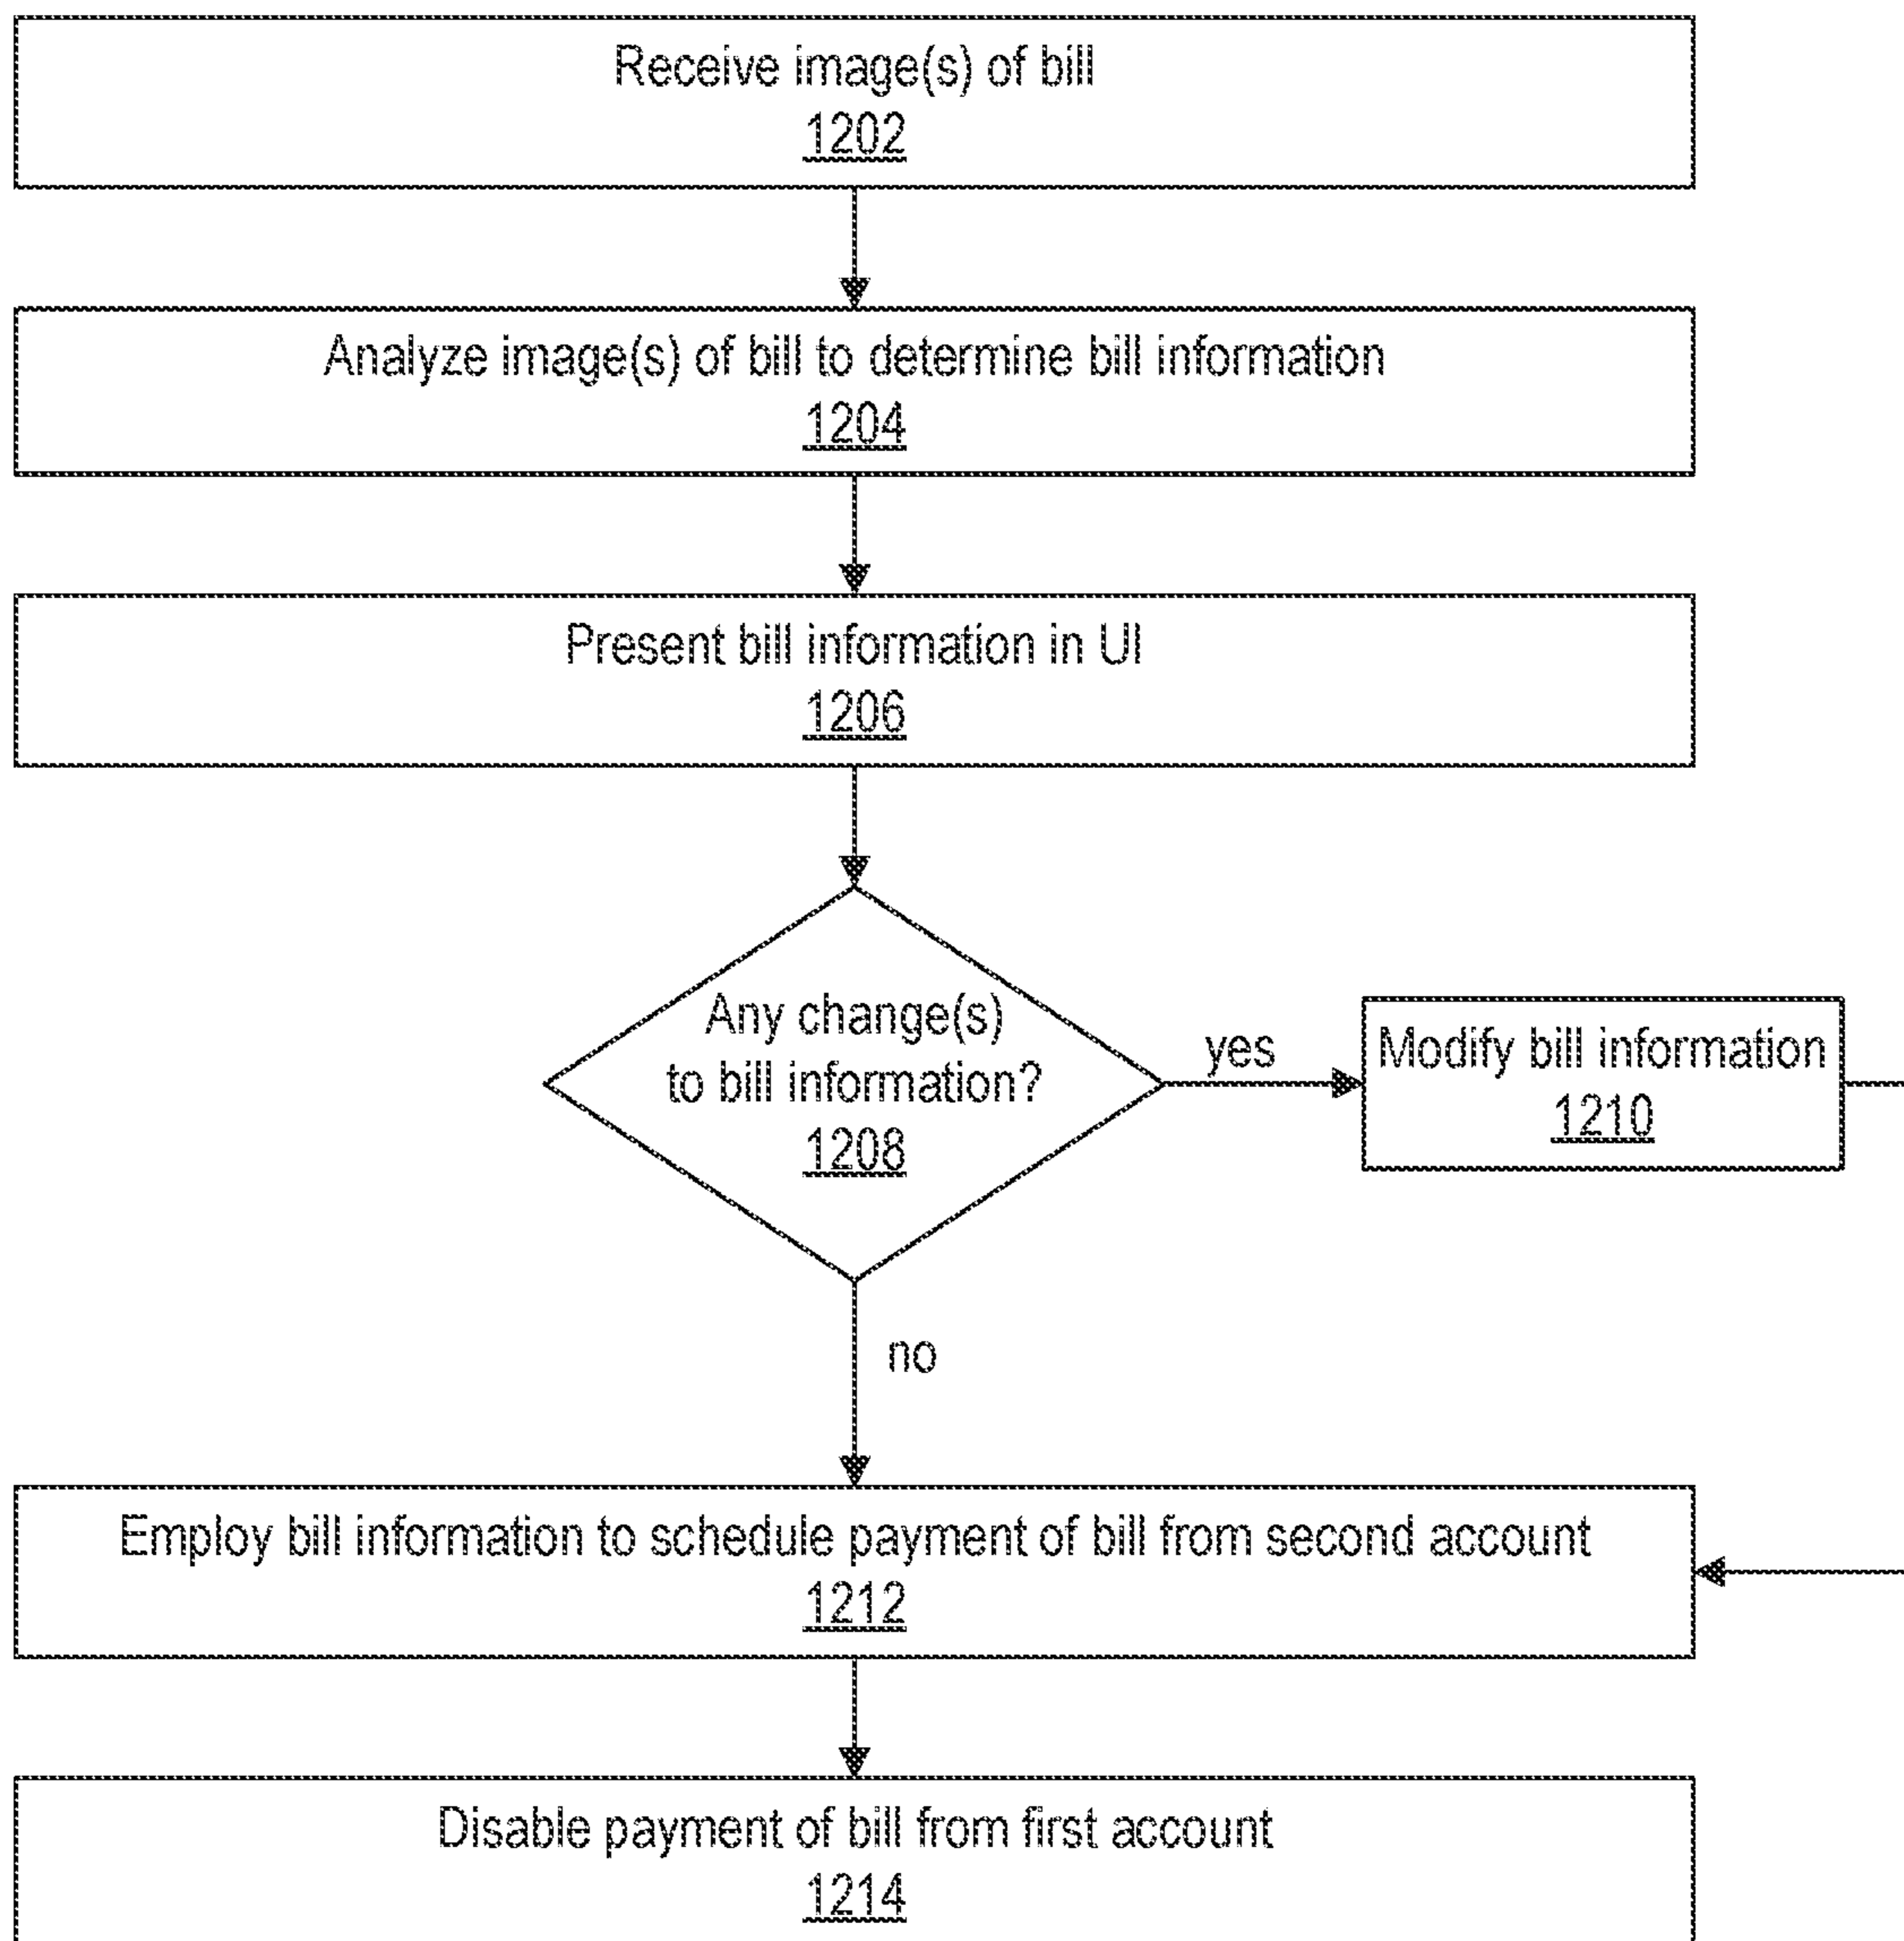 Receive image(s) of bill
1202
Analyze image(s) of bill to determine bill information
1204
Present bill information in UI
1206
Any change(s)
to bill information?
1208
yes
Modify bill information
1210
no
Employ bill information to schedule payment of bill from second account
1212
Disable payment of bill from first account
1214